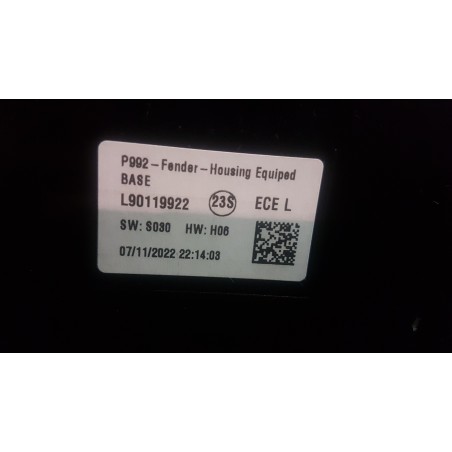 P992-Fender-Housing Equiped
BASE
L90119922 23S ECE L
SW: S030 HW: H06
07/11/2022 22:14:03